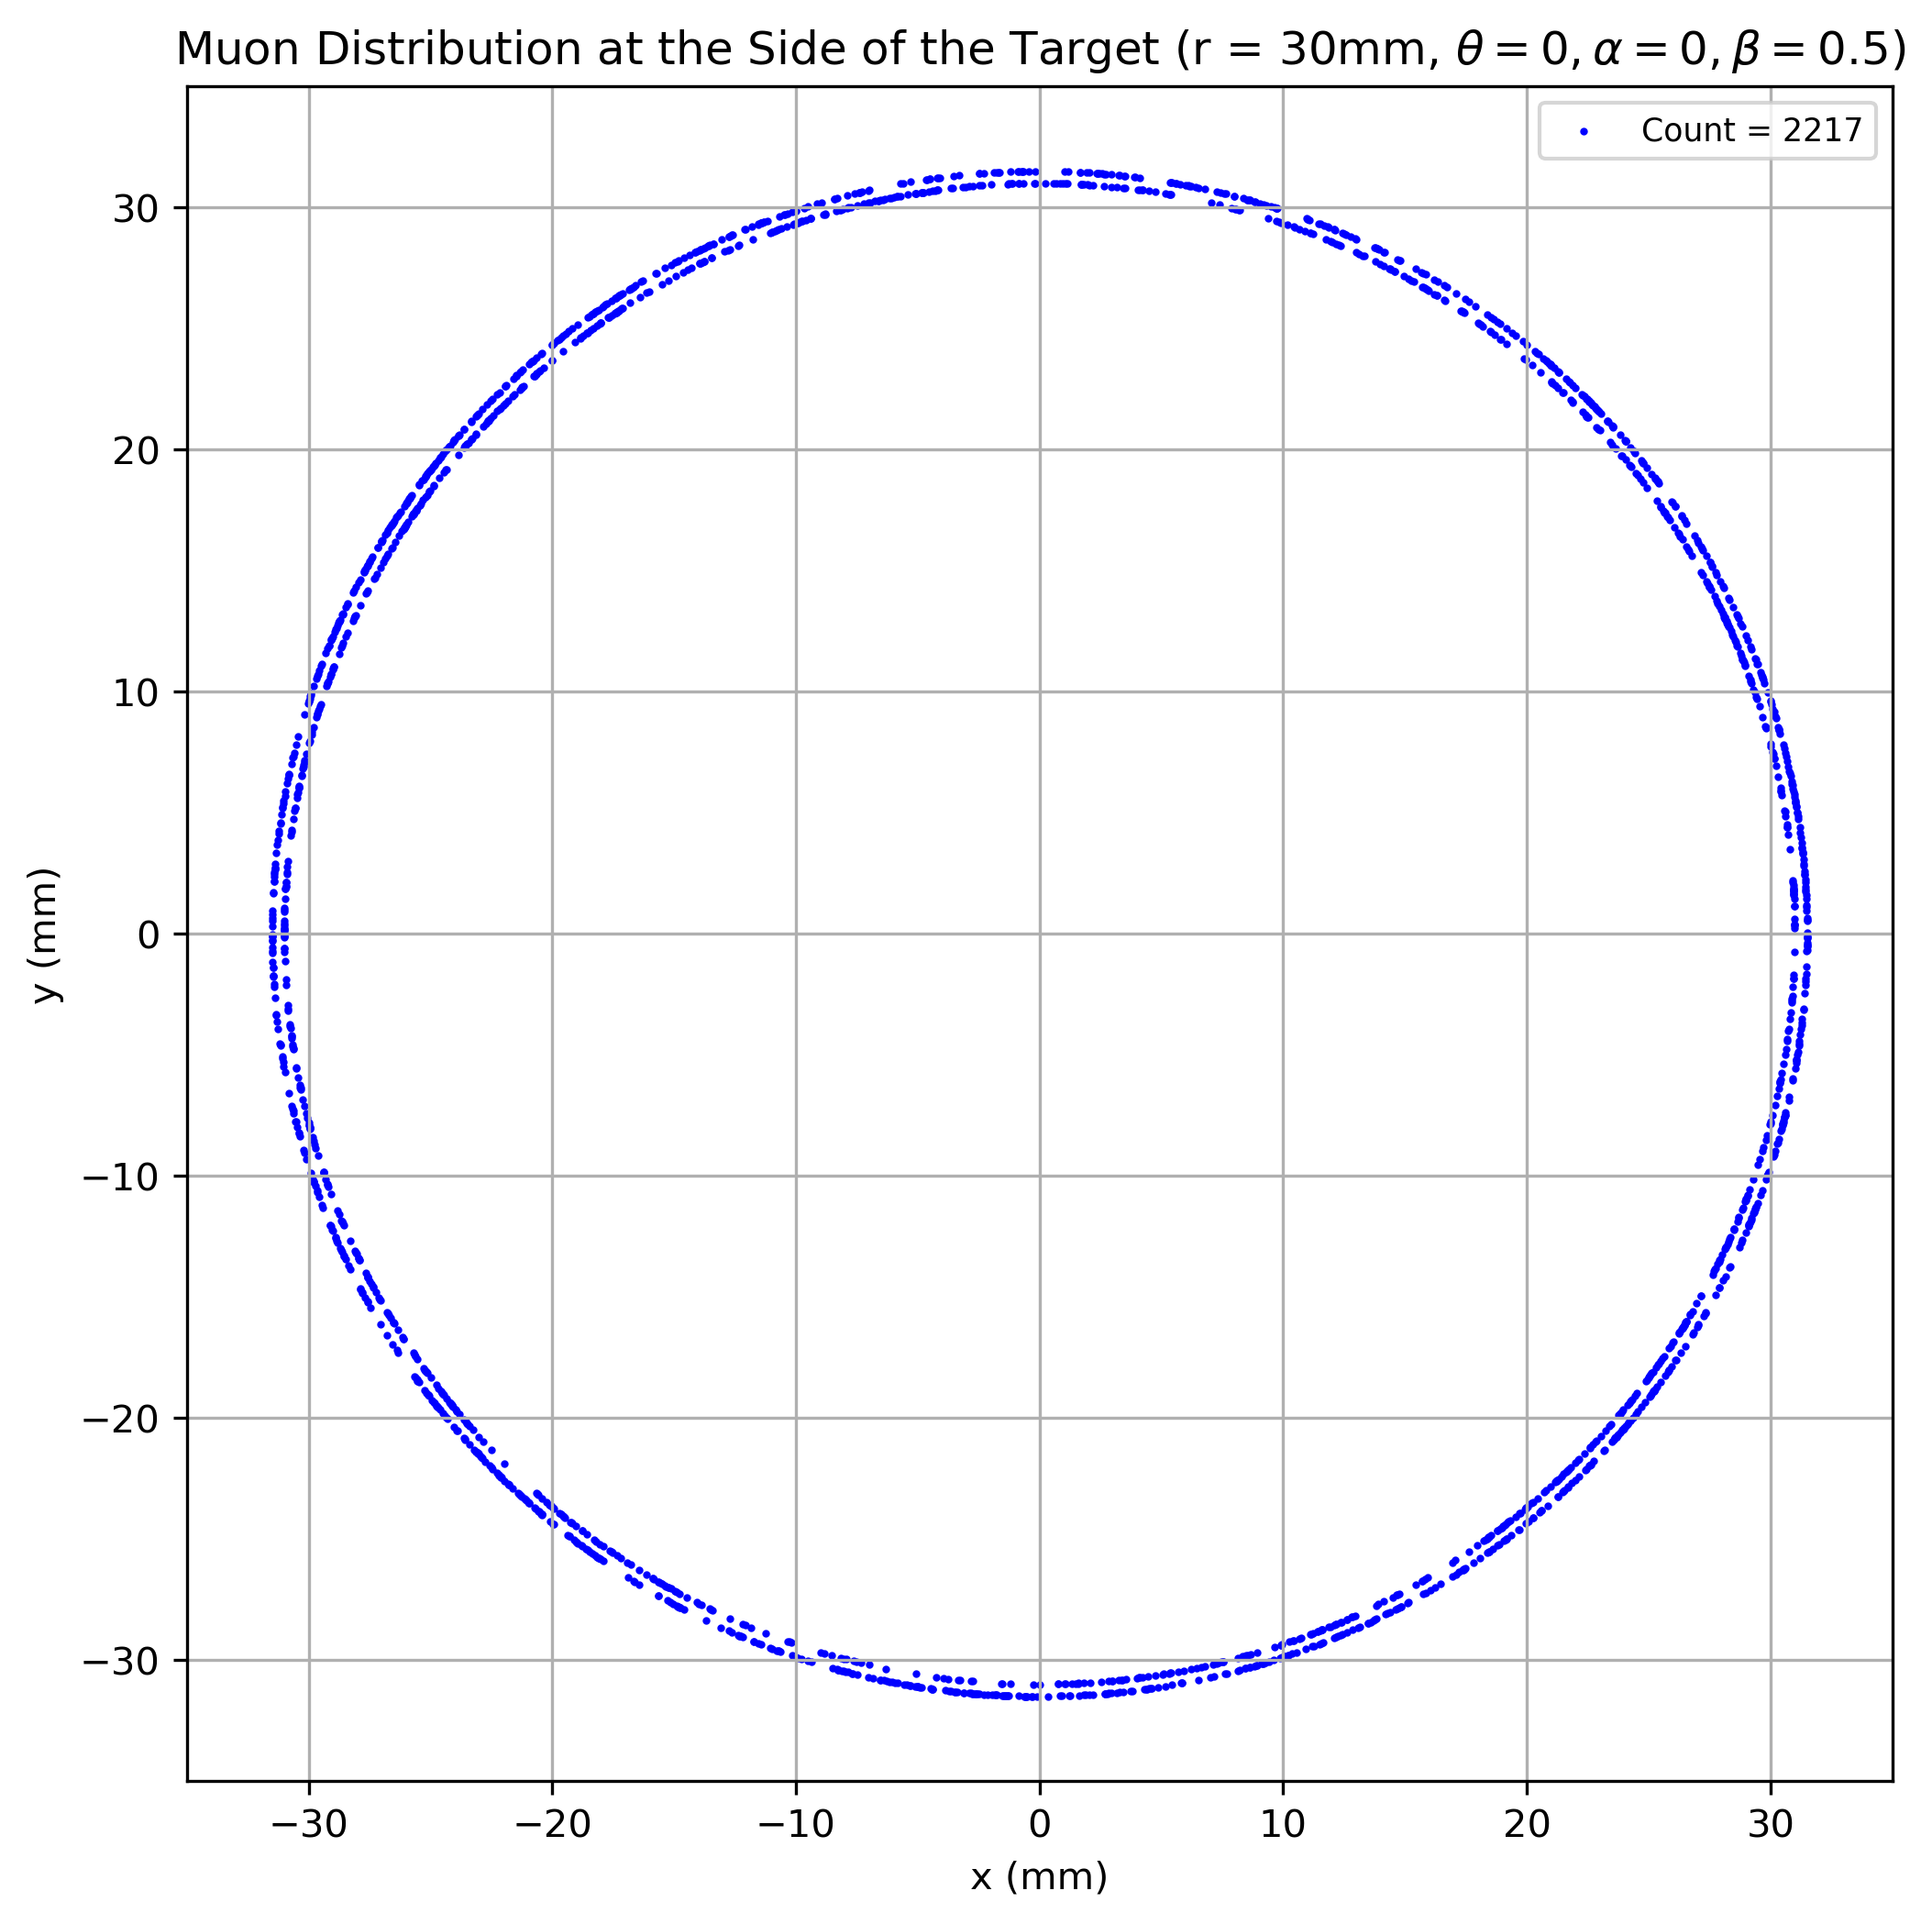 Muon Distribution at the Side of the Target (r = 30mm, θ = 0, α = 0, β = 0.5)
Count = 2217
30
20
10
0
−10
−20
−30
y (mm)
−30 −20 −10 0 10 20 30
x (mm)